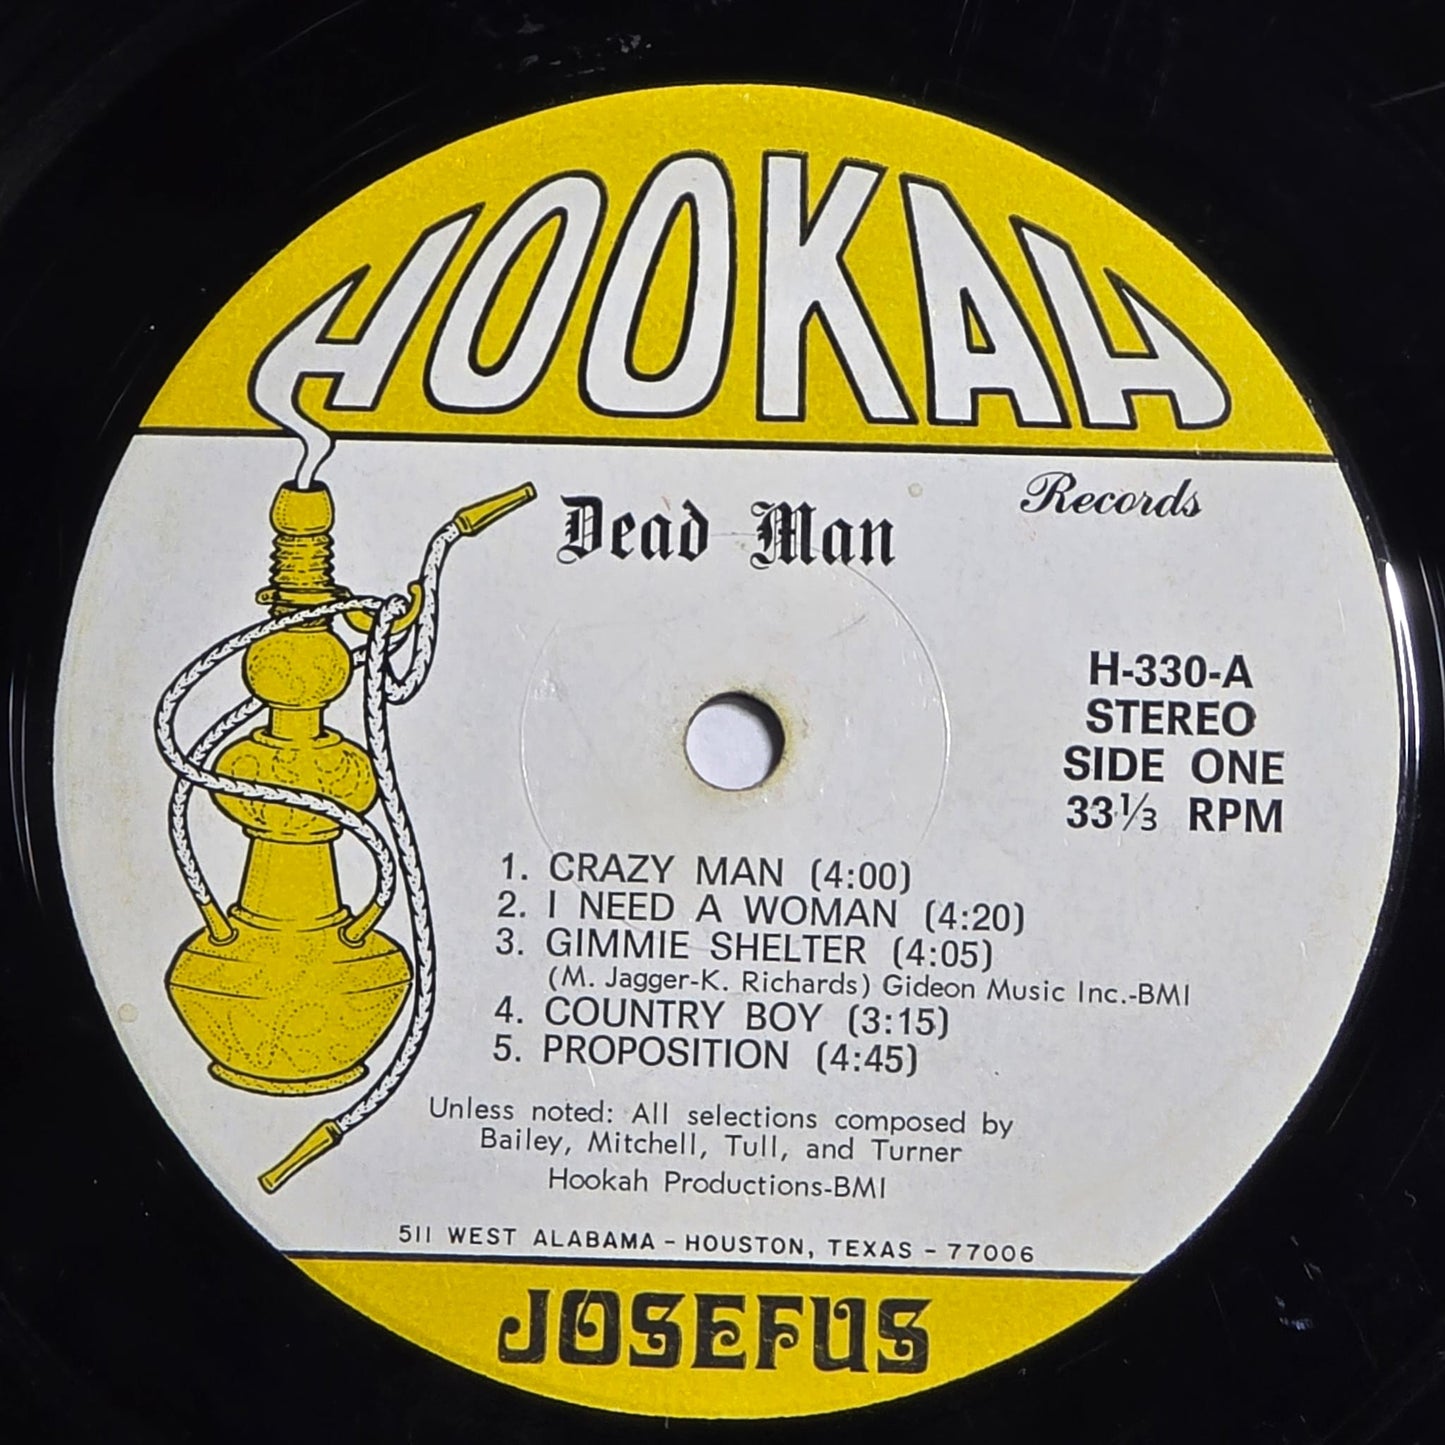 HOOKAH
Records
Dead Man
H-330-A
STEREO
SIDE ONE
33⅓ RPM
1. CRAZY MAN (4:00)
2. I NEED A WOMAN (4:20)
3. GIMMIE SHELTER (4:05)
(M. Jagger-K. Richards) Gideon Music Inc.-BMI
4. COUNTRY BOY (3:15)
5. PROPOSITION (4:45)
Unless noted: All selections composed by
Bailey, Mitchell, Tull, and Turner
Hookah Productions-BMI
511 WEST ALABAMA - HOUSTON, TEXAS - 77006
JOSEFUS